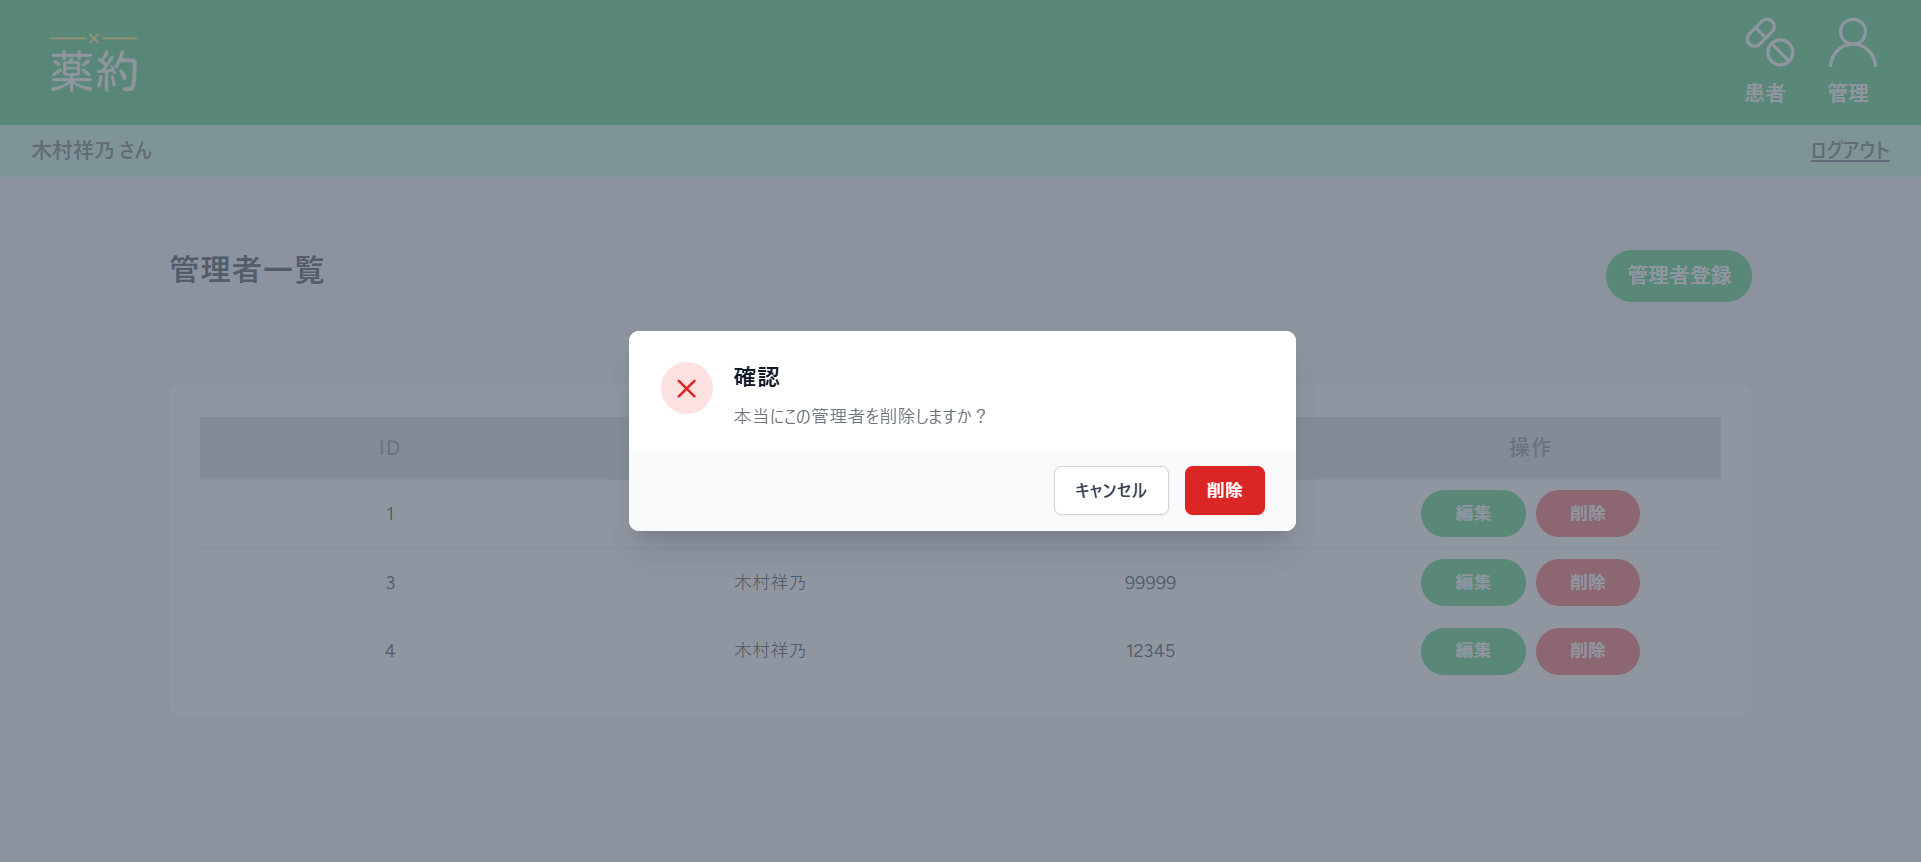 薬約
患者
管理
木村祥乃 さん
ログアウト
管理者一覧
管理者登録
確認
本当にこの管理者を削除しますか？
キャンセル
削除
ID
操作
1
編集
削除
3
木村祥乃
99999
編集
削除
4
木村祥乃
12345
編集
削除